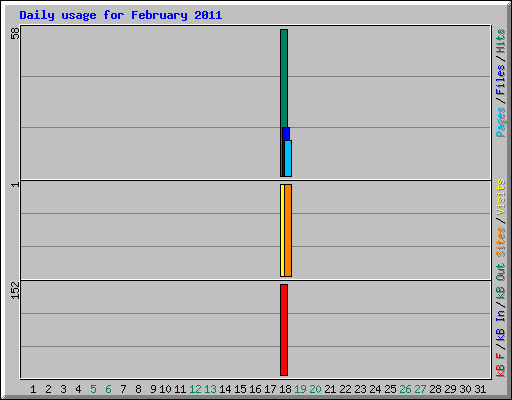 Daily usage for February 2011
58
1
152
Pages / Files / Hits
Sites / Visits
kB F / kB In / kB Out
1 2 3 4 5 6 7 8 9 10 11 12 13 14 15 16 17 18 19 20 21 22 23 24 25 26 27 28 29 30 31